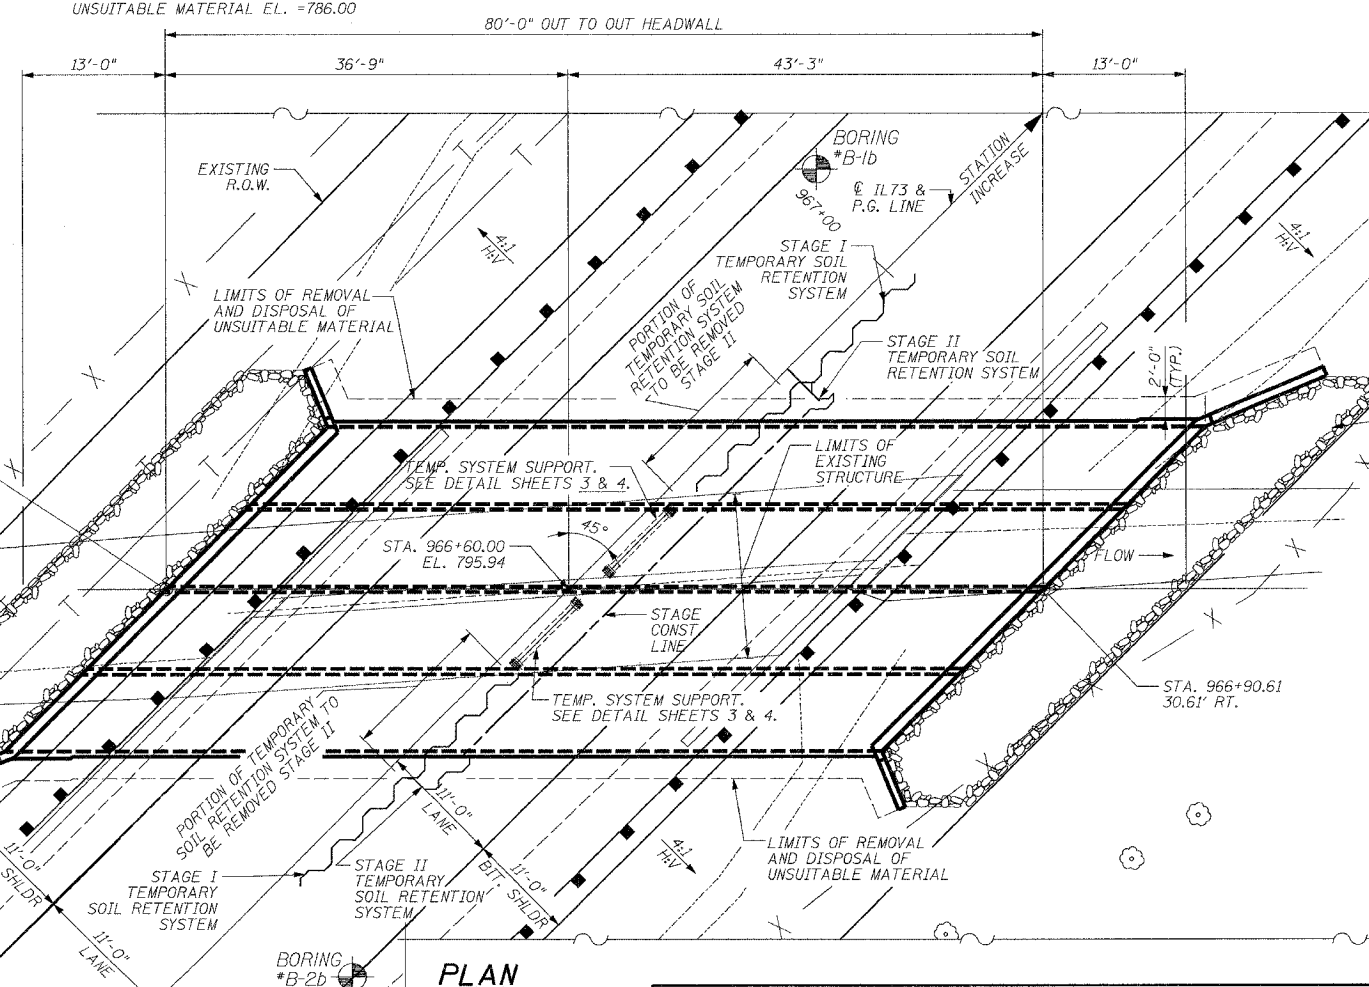 UNSUITABLE MATERIAL EL. =786.00
80'-0" OUT TO OUT HEADWALL
13'-0"
36'-9"
43'-3"
13'-0"
EXISTING
R.O.W.
BORING
#B-1b
967+00
STATION
INCREASE
℄ IL73 &
P.G. LINE
4:1
H:V
4:1
H:V
STAGE I
TEMPORARY SOIL
RETENTION
SYSTEM
LIMITS OF REMOVAL
AND DISPOSAL OF
UNSUITABLE MATERIAL
PORTION OF
TEMPORARY SOIL
RETENTION SYSTEM
TO BE REMOVED
STAGE II
STAGE II
TEMPORARY SOIL
RETENTION SYSTEM
2'-0"
(TYP.)
LIMITS OF
EXISTING
STRUCTURE
TEMP. SYSTEM SUPPORT.
SEE DETAIL SHEETS 3 & 4.
45°
STA. 966+60.00
EL. 795.94
FLOW
STAGE
CONST.
LINE
STA. 966+90.61
30.61' RT.
TEMP. SYSTEM SUPPORT.
SEE DETAIL SHEETS 3 & 4.
PORTION OF TEMPORARY
SOIL RETENTION SYSTEM TO
BE REMOVED STAGE II
11'-0"
LANE
11'-0"
BIT. SHLDR
4:1
H:V
LIMITS OF REMOVAL
AND DISPOSAL OF
UNSUITABLE MATERIAL
11'-0"
SHLDR
11'-0"
LANE
STAGE I
TEMPORARY
SOIL RETENTION
SYSTEM
STAGE II
TEMPORARY
SOIL RETENTION
SYSTEM
BORING
#B-2b
PLAN